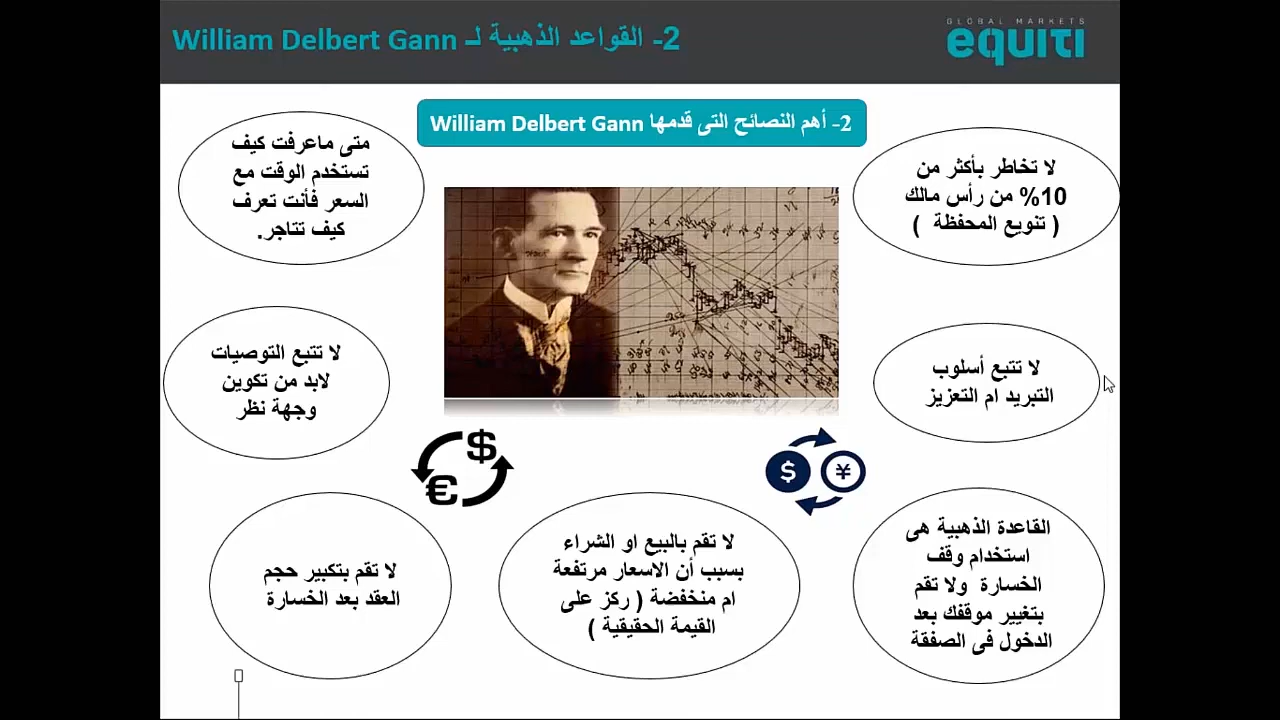 2- القواعد الذهبية لـ William Delbert Gann
GLOBAL MARKETS
equiti
2- أهم النصائح التى قدمها William Delbert Gann
لا تخاطر بأكثر من
10% من رأس مالك
( تنويع المحفظة )
متى ماعرفت كيف
تستخدم الوقت مع
السعر فأنت تعرف
كيف تتاجر.
لا تتبع أسلوب
التبريد ام التعزيز
لا تتبع التوصيات
لابد من تكوين
وجهة نظر
القاعدة الذهبية هى
استخدام وقف
الخسارة ولا تقم
بتغيير موقفك بعد
الدخول فى الصفقة
لا تقم بالبيع او الشراء
بسبب أن الاسعار مرتفعة
ام منخفضة ( ركز على
القيمة الحقيقية )
لا تقم بتكبير حجم
العقد بعد الخسارة
$
€
$
¥